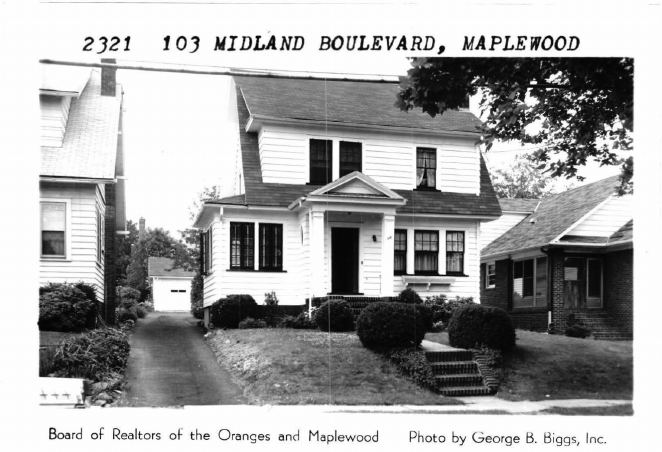 2321 103 MIDLAND BOULEVARD, MAPLEWOOD
Board of Realtors of the Oranges and Maplewood Photo by George B. Biggs, Inc.